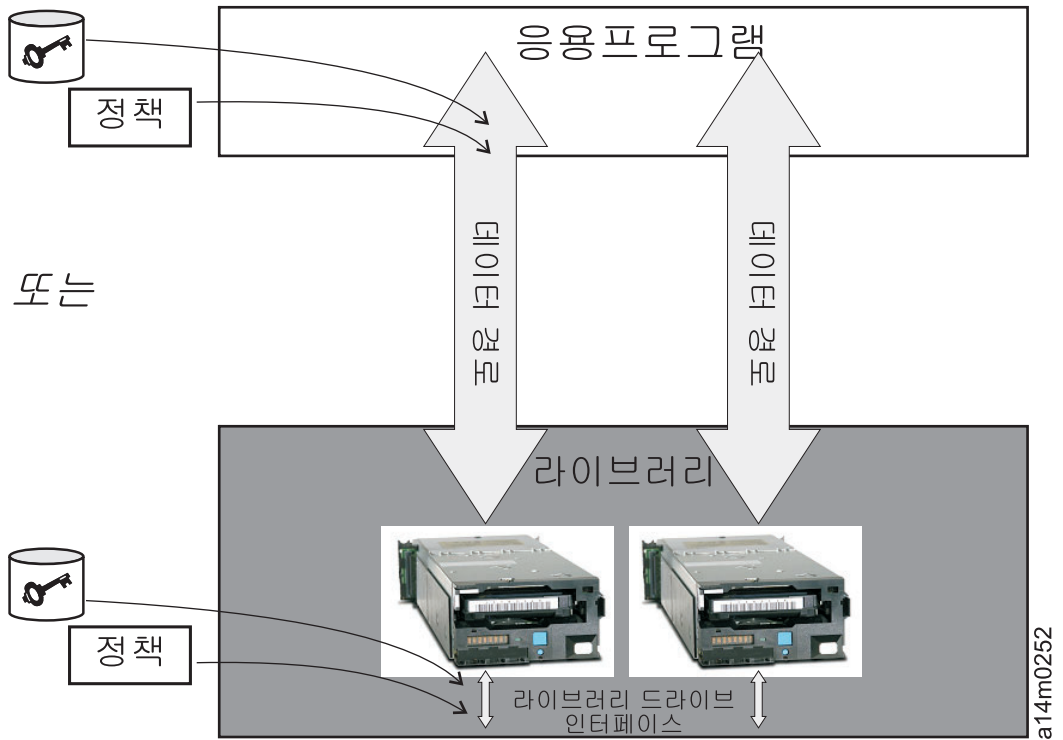 응용프로그램
정책
데이터 경로
데이터 경로
또는
라이브러리
정책
라이브러리 드라이브
인터페이스
a14m0252